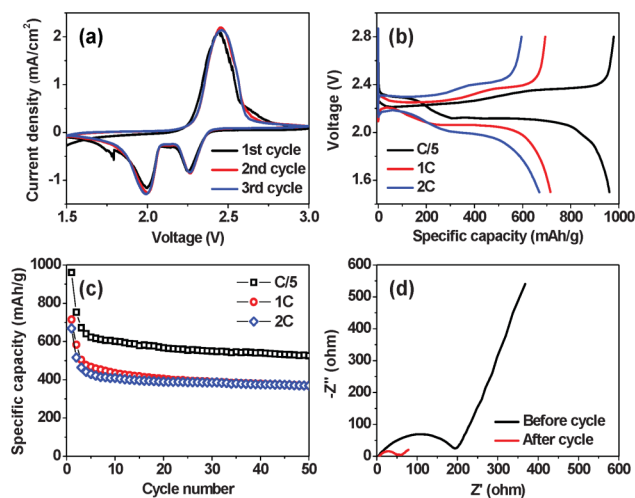 (a)
Current density (mA/cm²)
2
1
0
-1
1st cycle
2nd cycle
3rd cycle
1.5 2.0 2.5 3.0
Voltage (V)
(b)
Voltage (V)
2.8
2.4
2.0
1.6
C/5
1C
2C
0 200 400 600 800 1000
Specific capacity (mAh/g)
(c)
Specific capacity (mAh/g)
1000
800
600
400
200
0
C/5
1C
2C
0 10 20 30 40 50
Cycle number
(d)
-Z" (ohm)
600
500
400
300
200
100
0
Before cycle
After cycle
0 100 200 300 400 500 600
Z' (ohm)